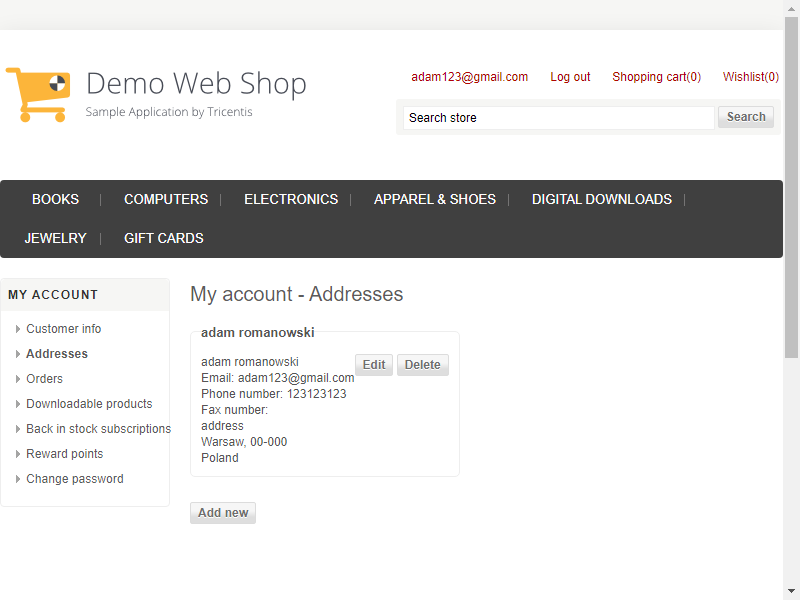 Demo Web Shop
Sample Application by Tricentis
adam123@gmail.com Log out Shopping cart(0) Wishlist(0)
Search store Search
BOOKS COMPUTERS ELECTRONICS APPAREL & SHOES DIGITAL DOWNLOADS
JEWELRY GIFT CARDS
MY ACCOUNT
Customer info
Addresses
Orders
Downloadable products
Back in stock subscriptions
Reward points
Change password
My account - Addresses
adam romanowski
Edit Delete
adam romanowski
Email: adam123@gmail.com
Phone number: 123123123
Fax number:
address
Warsaw, 00-000
Poland
Add new